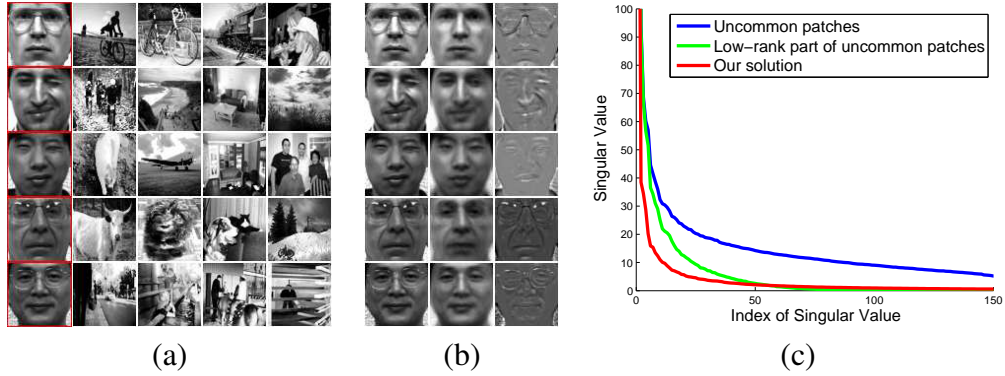 Uncommon patches
Low-rank part of uncommon patches
Our solution
Singular Value
100
90
80
70
60
50
40
30
20
10
0
0
50
100
150
Index of Singular Value
(a)
(b)
(c)